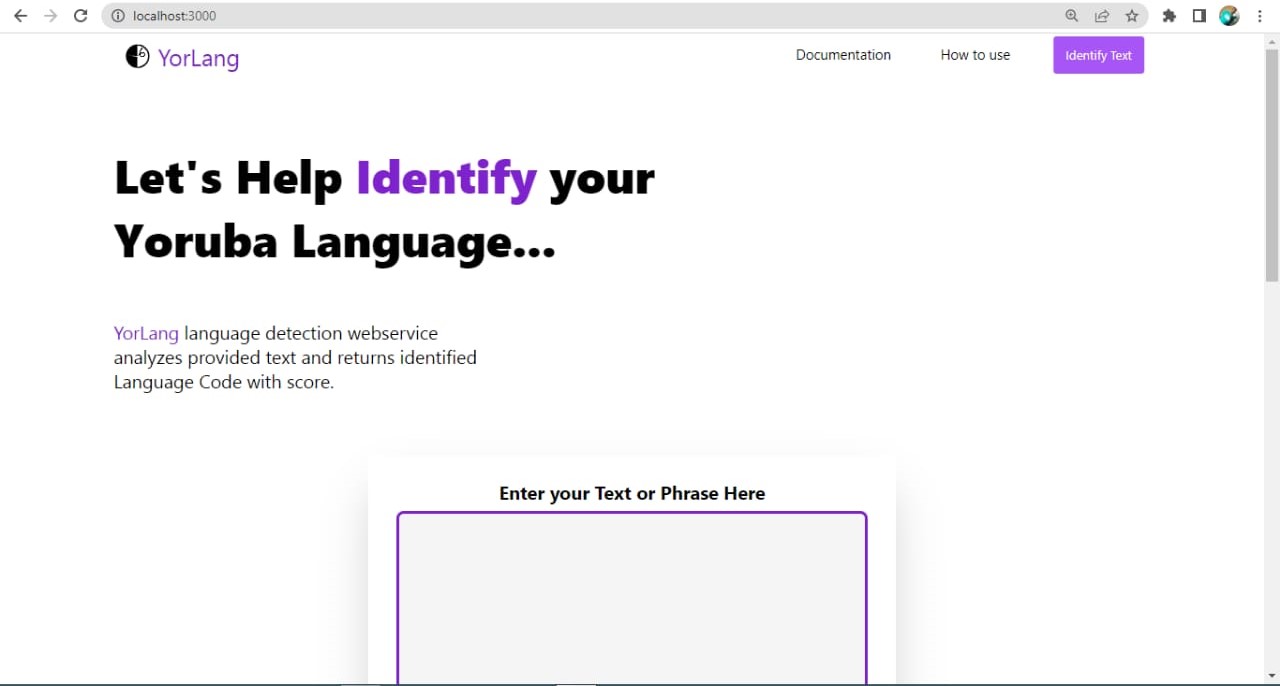 localhost:3000
YorLang
Documentation
How to use
Identify Text
Let's Help Identify your
Yoruba Language...
YorLang language detection webservice
analyzes provided text and returns identified
Language Code with score.
Enter your Text or Phrase Here